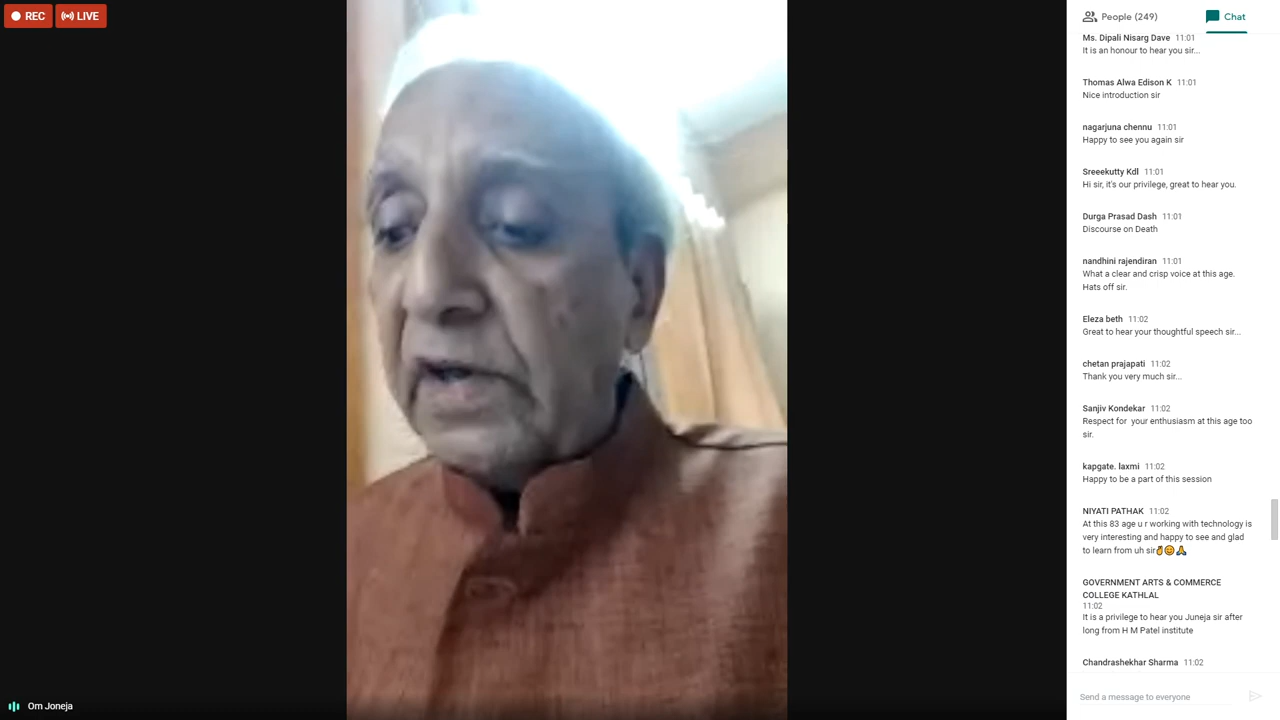 REC
LIVE
People (249)
Chat
Ms. Dipali Nisarg Dave 11:01
It is an honour to hear you sir...
Thomas Alwa Edison K 11:01
Nice introduction sir
nagarjuna chennu 11:01
Happy to see you again sir
Sreeekutty Kdl 11:01
Hi sir, it's our privilege, great to hear you.
Durga Prasad Dash 11:01
Discourse on Death
nandhini rajendiran 11:01
What a clear and crisp voice at this age.
Hats off sir.
Eleza beth 11:02
Great to hear your thoughtful speech sir...
chetan prajapati 11:02
Thank you very much sir...
Sanjiv Kondekar 11:02
Respect for your enthusiasm at this age too
sir.
kapgate. laxmi 11:02
Happy to be a part of this session
NIYATI PATHAK 11:02
At this 83 age u r working with technology is
very interesting and happy to see and glad
to learn from uh sir✌😊🙏
GOVERNMENT ARTS & COMMERCE
COLLEGE KATHLAL
11:02
It is a privilege to hear you Juneja sir after
long from H M Patel institute
Chandrashekhar Sharma 11:02
Send a message to everyone
Om Joneja